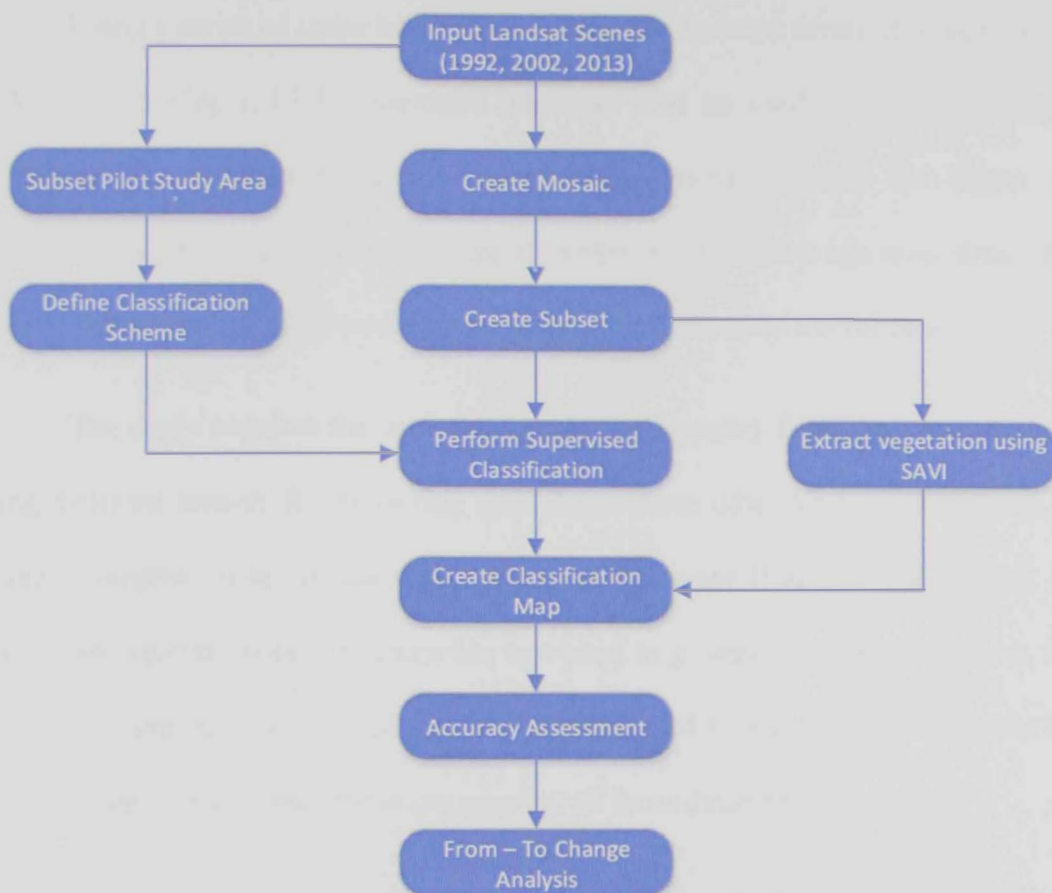 Input Landsat Scenes
(1992, 2002, 2013)
Subset Pilot Study Area
Create Mosaic
Define Classification
Scheme
Create Subset
Perform Supervised
Classification
Extract vegetation using
SAVI
Create Classification
Map
Accuracy Assessment
From – To Change
Analysis